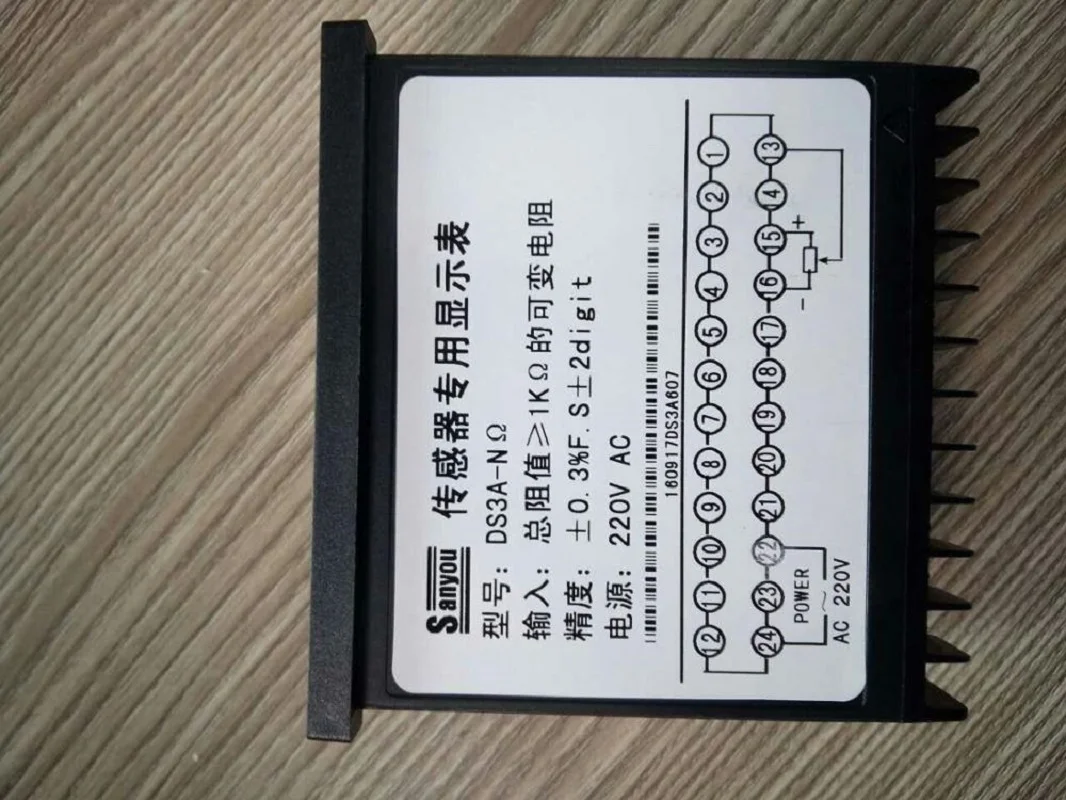 Sanyou 传感器专用显示表
型号: DS3A-NΩ
输入: 总阻值≥1KΩ的可变电阻
精度: ±0.3%F.S±2digit
电源: 220V AC
160917DS3A607
12 11 10 9 8 7 6 5 4 3 2 1
24 23 22 21 20 19 18 17 16 15 14 13
POWER - +
~
AC 220V